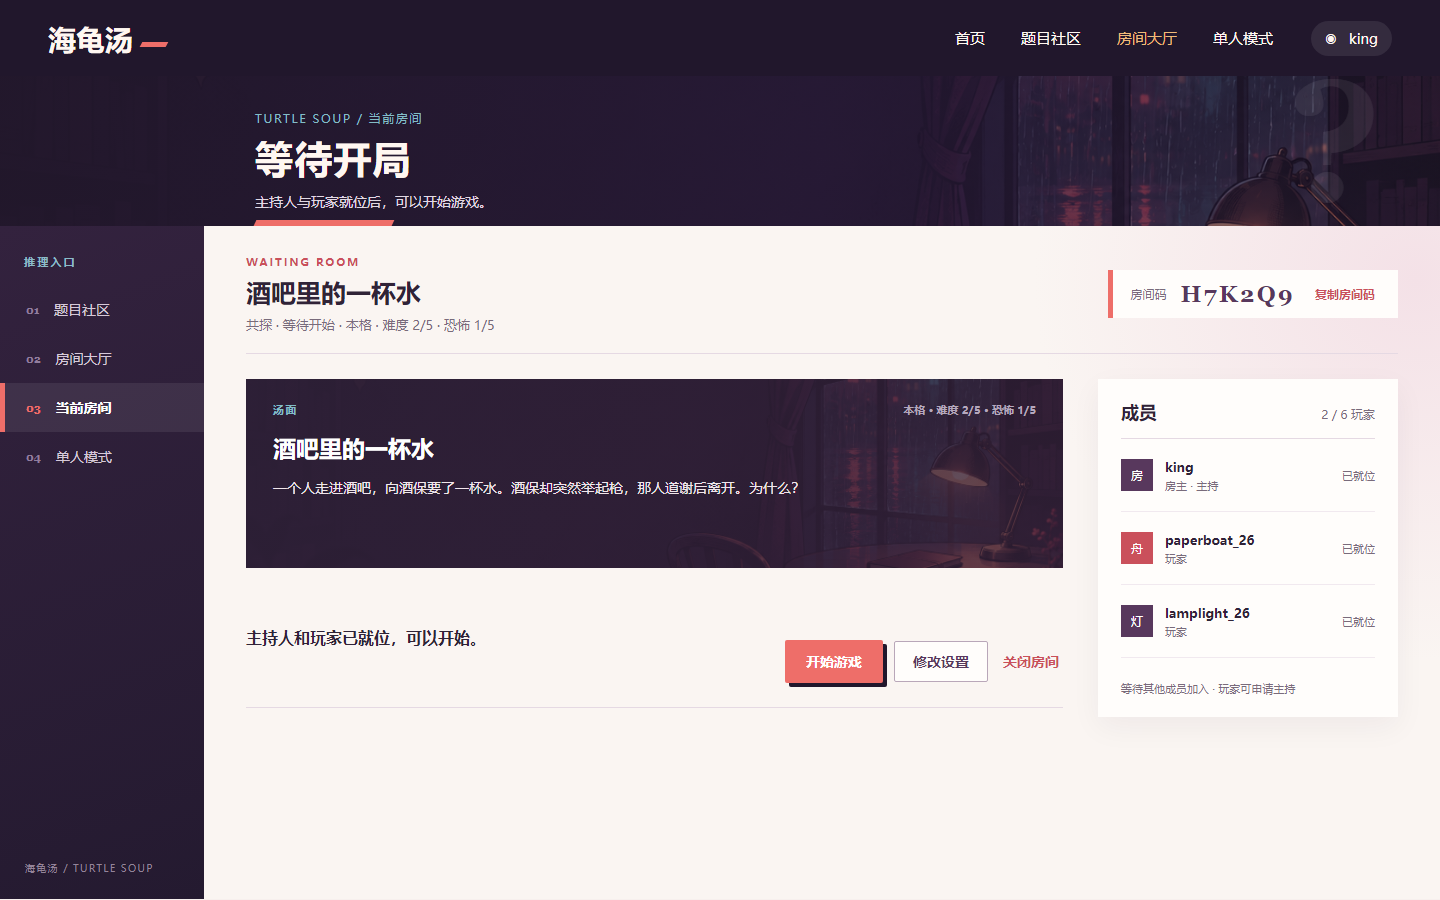 海龟汤
首页 题目社区 房间大厅 单人模式 king
TURTLE SOUP / 当前房间
等待开局
主持人与玩家就位后，可以开始游戏。
?
推理入口
01 题目社区
02 房间大厅
03 当前房间
04 单人模式
海龟汤 / TURTLE SOUP
WAITING ROOM
酒吧里的一杯水
共探 · 等待开始 · 本格 · 难度 2/5 · 恐怖 1/5
房间码 H7K2Q9 复制房间码
汤面 本格 • 难度 2/5 • 恐怖 1/5
酒吧里的一杯水
一个人走进酒吧，向酒保要了一杯水。酒保却突然举起枪，那人道谢后离开。为什么？
主持人和玩家已就位，可以开始。
开始游戏 修改设置 关闭房间
成员 2 / 6 玩家
房 king 已就位
房主 · 主持
舟 paperboat_26 已就位
玩家
灯 lamplight_26 已就位
玩家
等待其他成员加入 · 玩家可申请主持